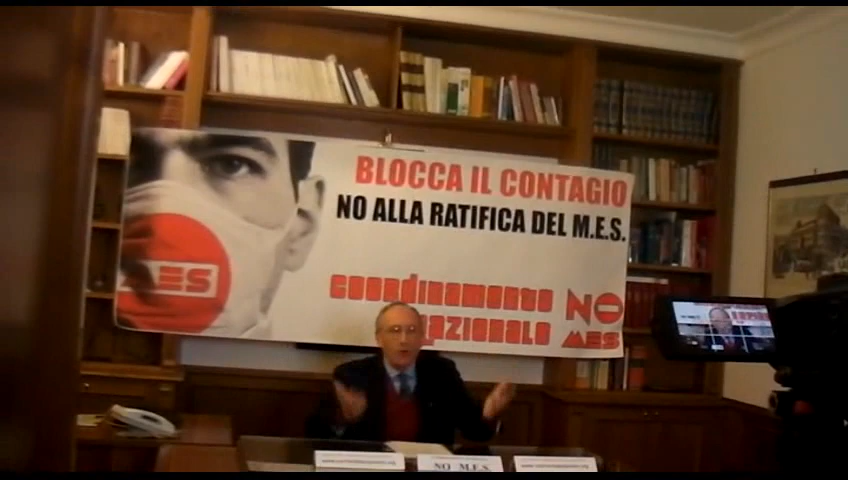 BLOCCA IL CONTAGIO
NO ALLA RATIFICA DEL M.E.S.
MES
coordinamento
nazionale
NO
MES
NO M.E.S.